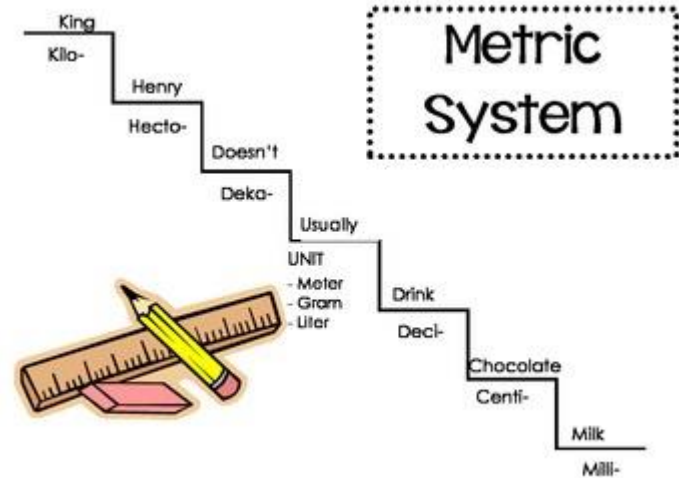 King
Kilo-
Metric
System
Henry
Hecto-
Doesn't
Deka-
Usually
UNIT
- Meter
- Gram
- Liter
Drink
Deci-
Chocolate
Centi-
Milk
Milli-